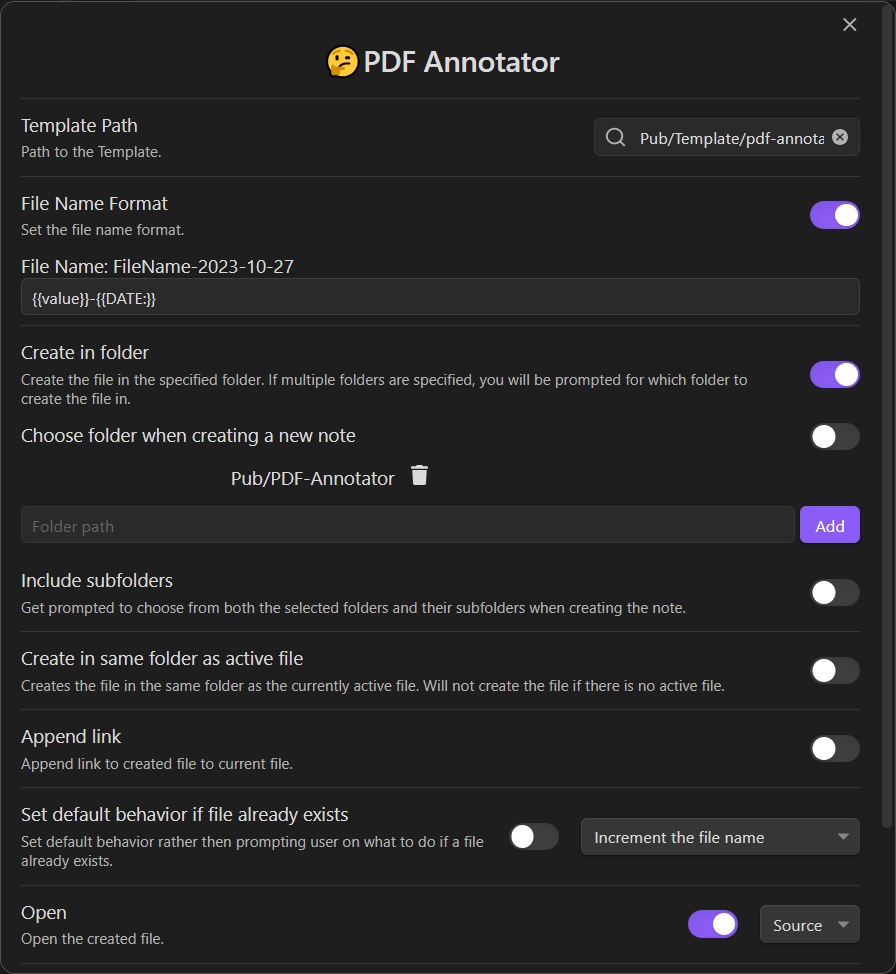 🤔PDF Annotator
Template Path
Path to the Template.
Pub/Template/pdf-annota
File Name Format
Set the file name format.
File Name: FileName-2023-10-27
{{value}}-{{DATE:}}
Create in folder
Create the file in the specified folder. If multiple folders are specified, you will be prompted for which folder to
create the file in.
Choose folder when creating a new note
Pub/PDF-Annotator
Folder path
Add
Include subfolders
Get prompted to choose from both the selected folders and their subfolders when creating the note.
Create in same folder as active file
Creates the file in the same folder as the currently active file. Will not create the file if there is no active file.
Append link
Append link to created file to current file.
Set default behavior if file already exists
Set default behavior rather then prompting user on what to do if a file
already exists.
Increment the file name
Open
Open the created file.
Source